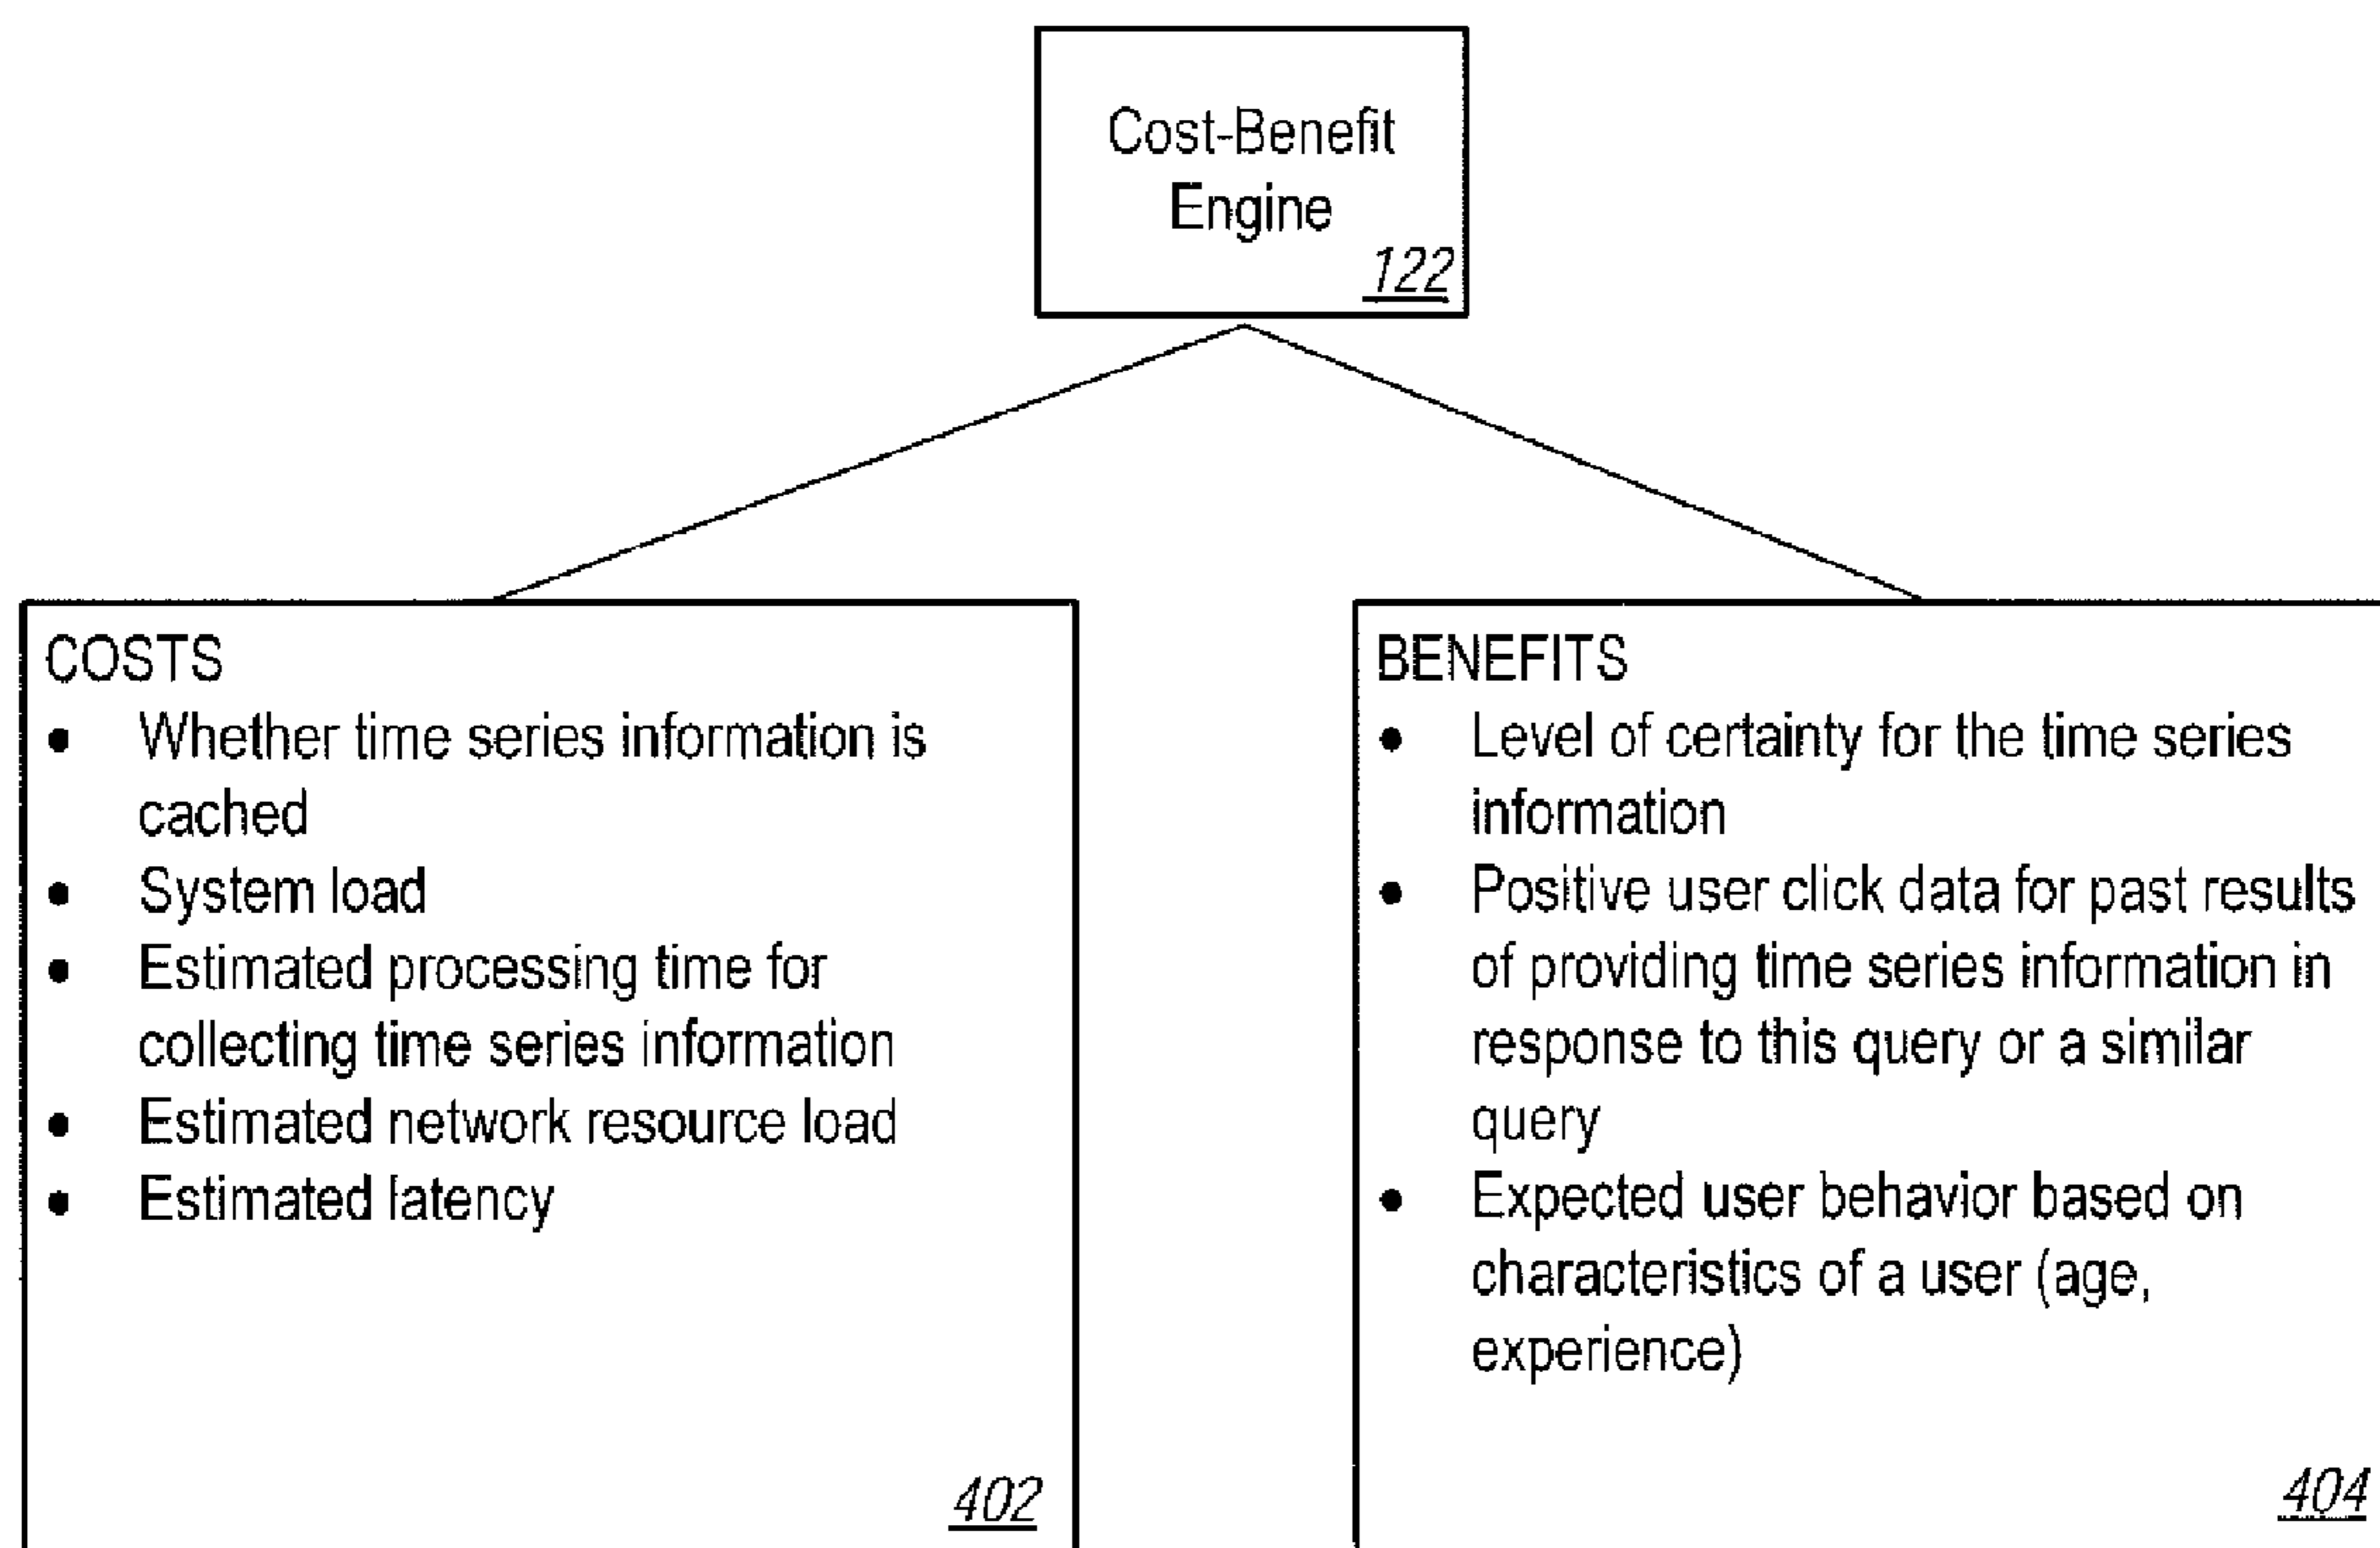 Cost-Benefit
Engine
122
COSTS
• Whether time series information is
cached
• System load
• Estimated processing time for
collecting time series information
• Estimated network resource load
• Estimated latency
402
BENEFITS
• Level of certainty for the time series
information
• Positive user click data for past results
of providing time series information in
response to this query or a similar
query
• Expected user behavior based on
characteristics of a user (age,
experience)
404